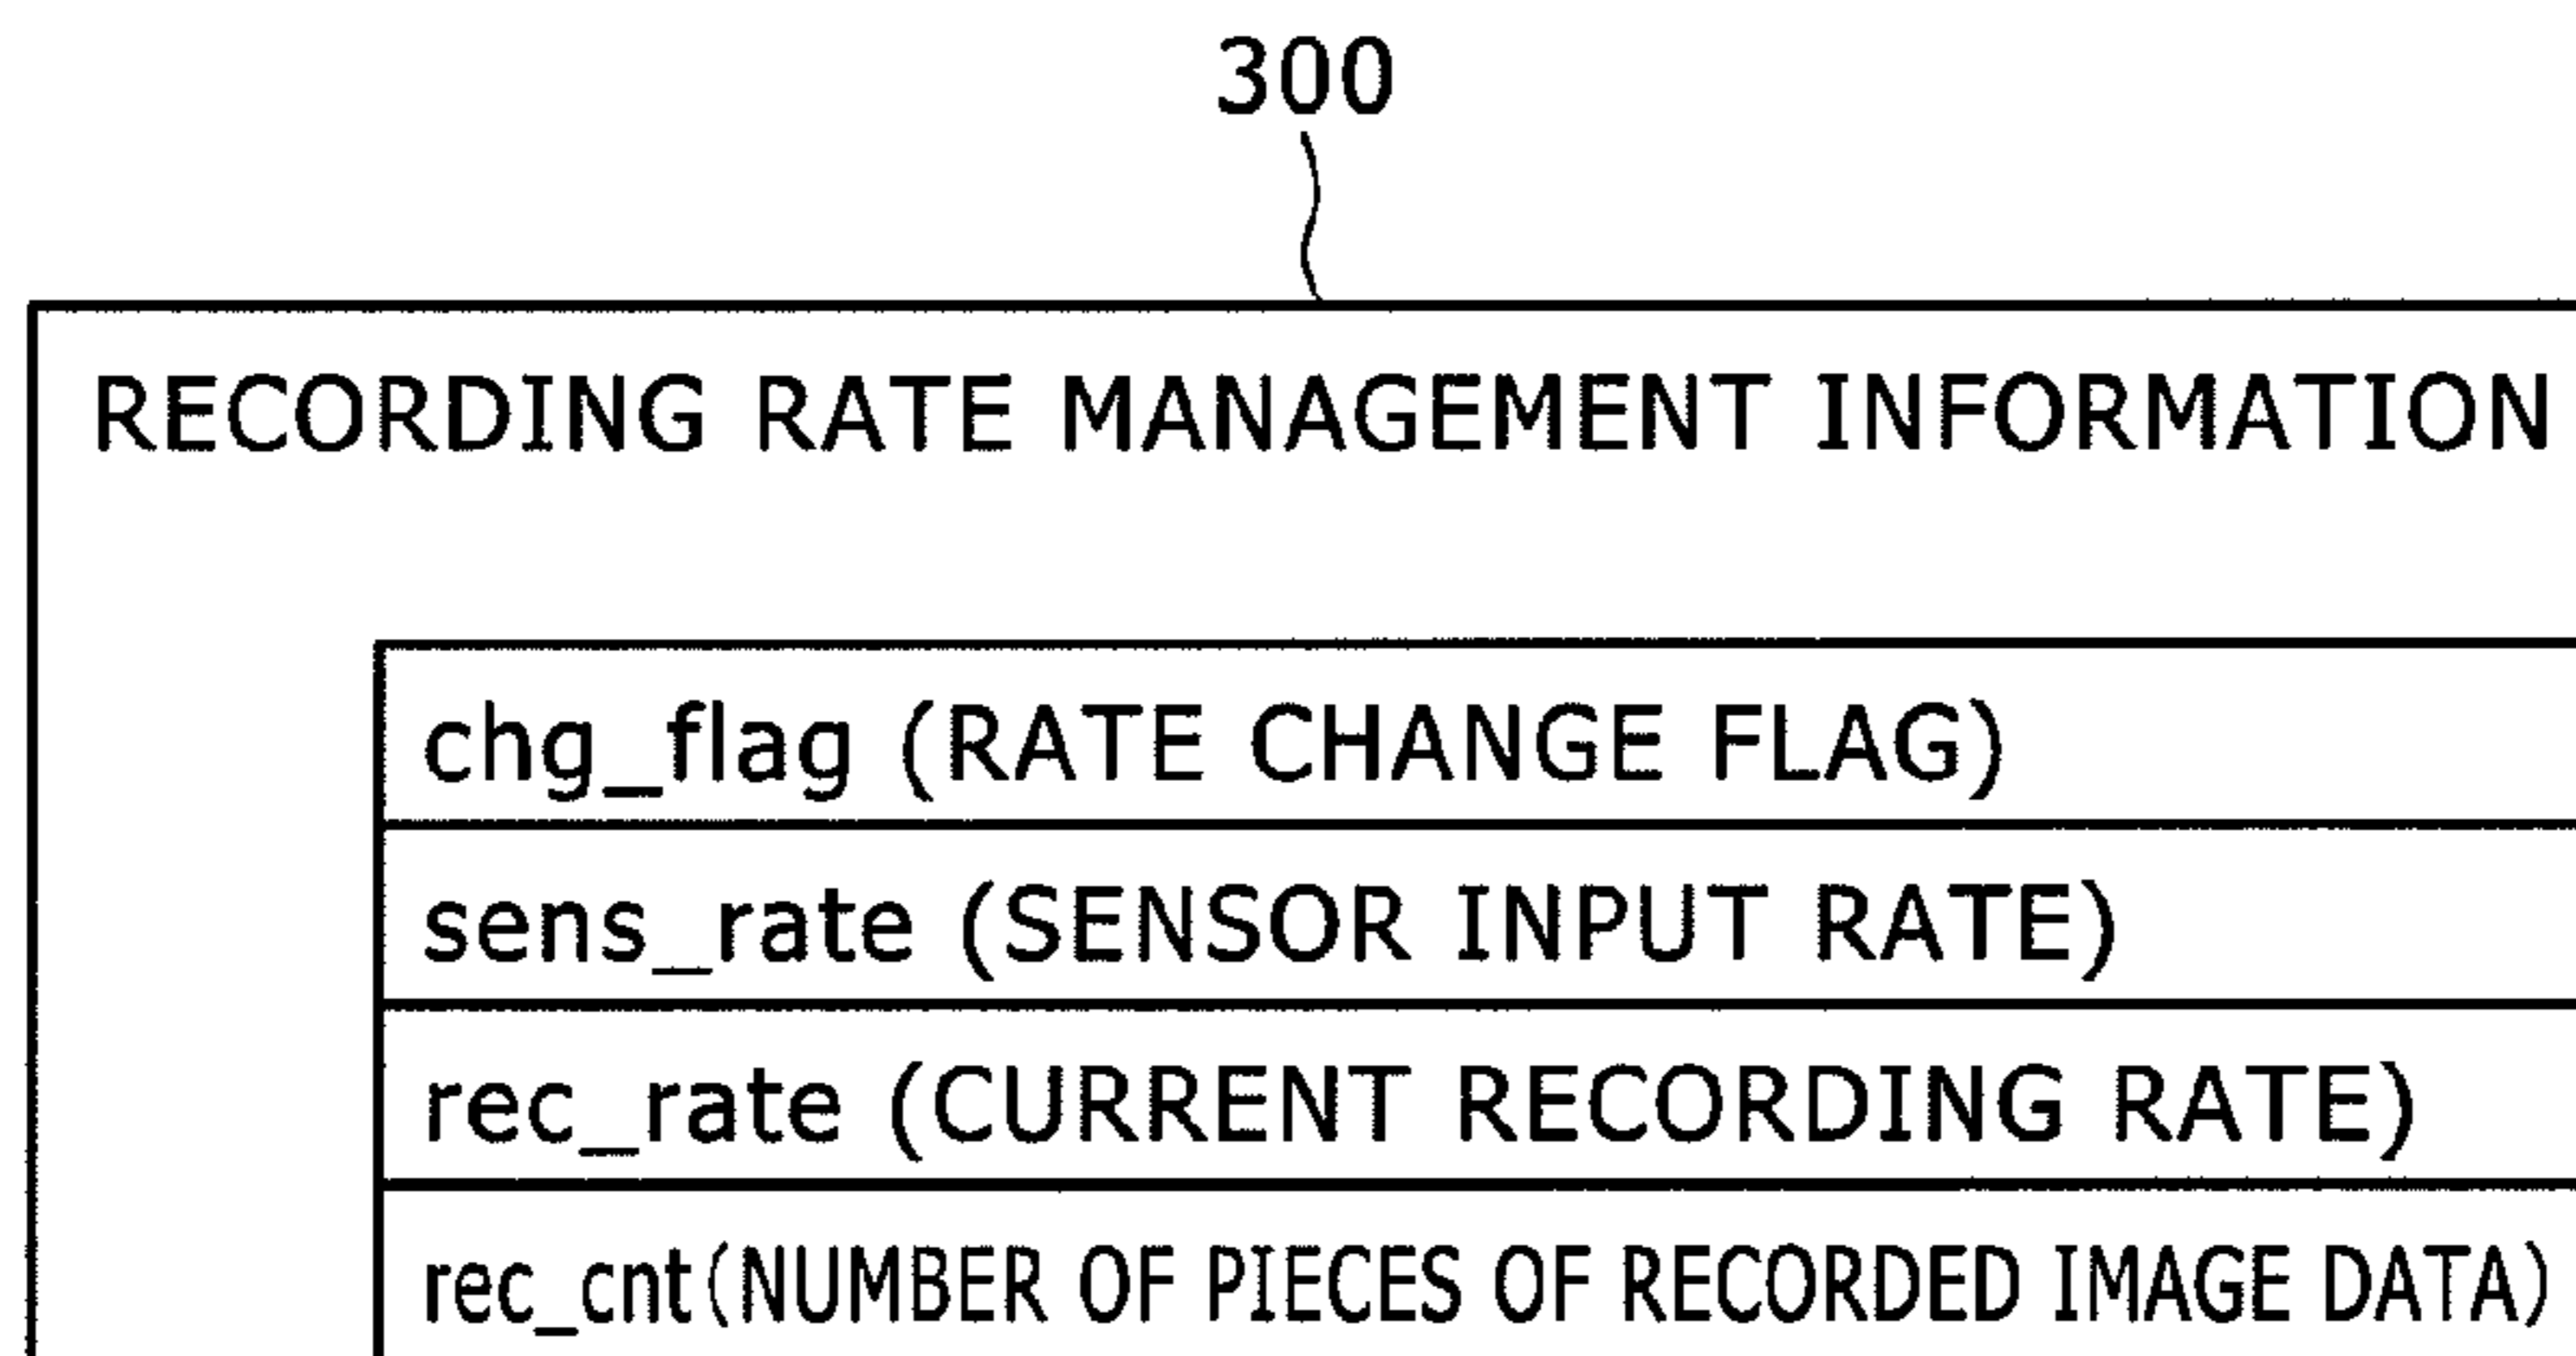 300
RECORDING RATE MANAGEMENT INFORMATION
chg_flag (RATE CHANGE FLAG)
sens_rate (SENSOR INPUT RATE)
rec_rate (CURRENT RECORDING RATE)
rec_cnt(NUMBER OF PIECES OF RECORDED IMAGE DATA)